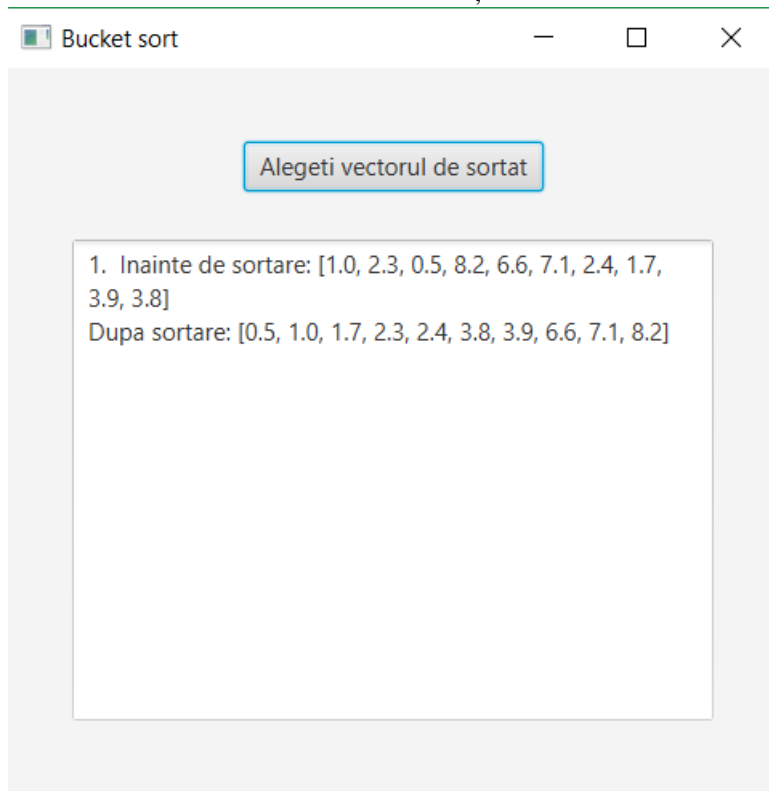 Bucket sort
Alegeti vectorul de sortat
1.  Inainte de sortare: [1.0, 2.3, 0.5, 8.2, 6.6, 7.1, 2.4, 1.7,
3.9, 3.8]
Dupa sortare: [0.5, 1.0, 1.7, 2.3, 2.4, 3.8, 3.9, 6.6, 7.1, 8.2]